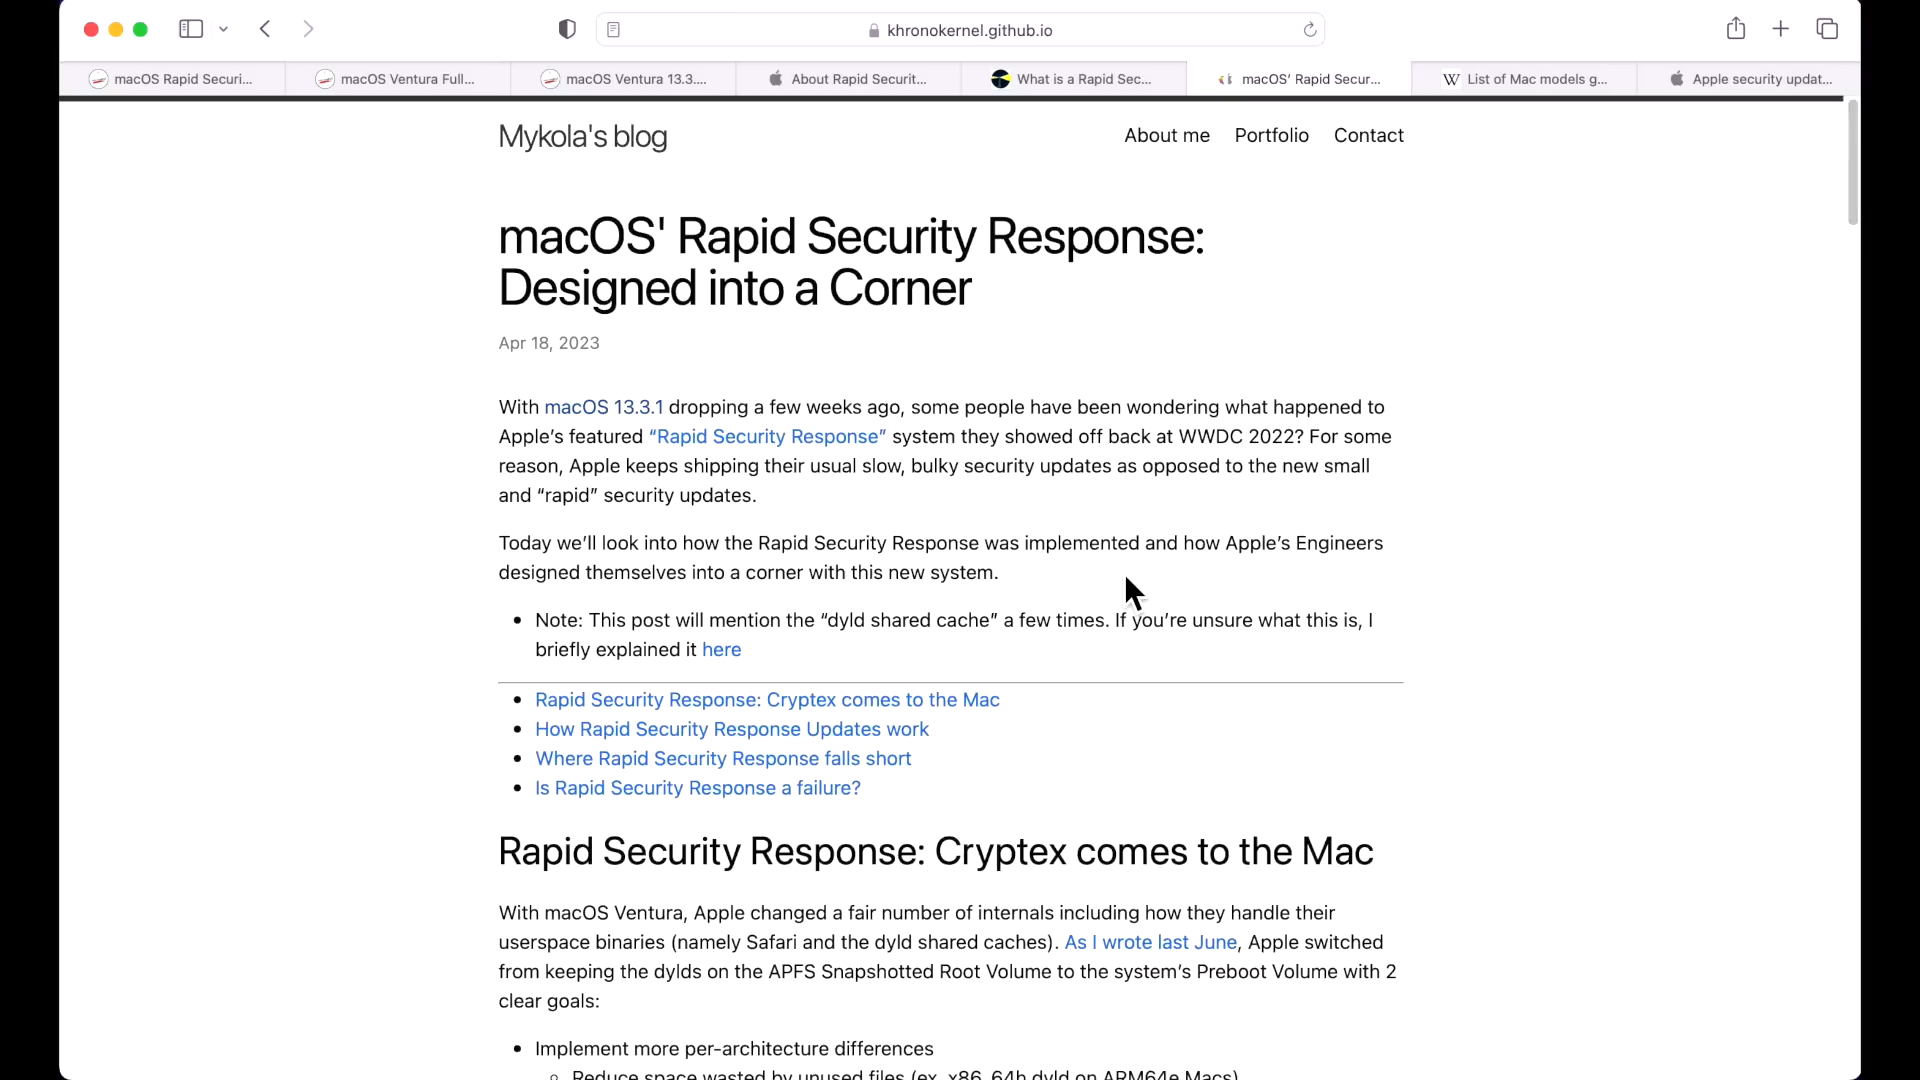 khronokernel.github.io
macOS Rapid Securi...
macOS Ventura Full...
macOS Ventura 13.3....
About Rapid Securit...
What is a Rapid Sec...
macOS’ Rapid Secur...
W List of Mac models g...
Apple security updat...
Mykola's blog
About me Portfolio Contact
macOS' Rapid Security Response:
Designed into a Corner
Apr 18, 2023
With macOS 13.3.1 dropping a few weeks ago, some people have been wondering what happened to
Apple’s featured “Rapid Security Response” system they showed off back at WWDC 2022? For some
reason, Apple keeps shipping their usual slow, bulky security updates as opposed to the new small
and “rapid” security updates.
Today we’ll look into how the Rapid Security Response was implemented and how Apple’s Engineers
designed themselves into a corner with this new system.
• Note: This post will mention the “dyld shared cache” a few times. If you’re unsure what this is, I
briefly explained it here
• Rapid Security Response: Cryptex comes to the Mac
• How Rapid Security Response Updates work
• Where Rapid Security Response falls short
• Is Rapid Security Response a failure?
Rapid Security Response: Cryptex comes to the Mac
With macOS Ventura, Apple changed a fair number of internals including how they handle their
userspace binaries (namely Safari and the dyld shared caches). As I wrote last June, Apple switched
from keeping the dylds on the APFS Snapshotted Root Volume to the system’s Preboot Volume with 2
clear goals:
• Implement more per-architecture differences
Reduce space wasted by unused files (ex. x86_64h dyld on ARM64e Macs)